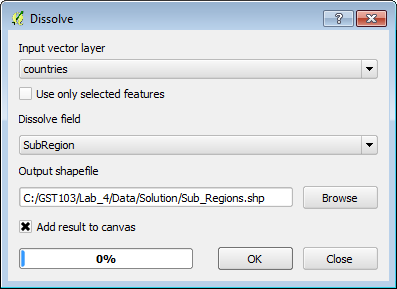 Dissolve
Input vector layer
countries
Use only selected features
Dissolve field
SubRegion
Output shapefile
C:/GST103/Lab_4/Data/Solution/Sub_Regions.shp
Browse
Add result to canvas
0%
OK
Close